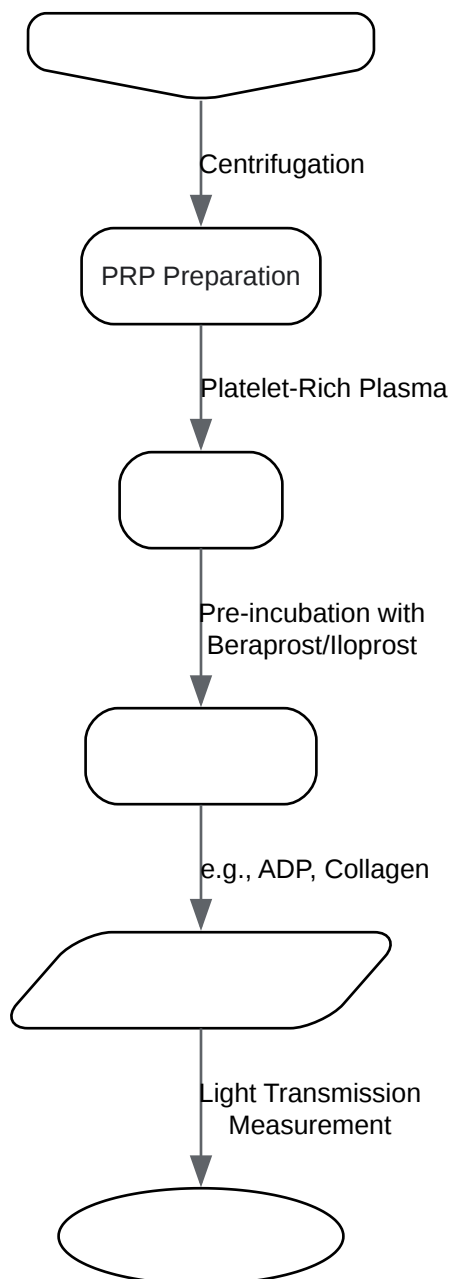 Centrifugation
PRP Preparation
Platelet-Rich Plasma
Pre-incubation with
Beraprost/Iloprost
e.g., ADP, Collagen
Light Transmission
Measurement